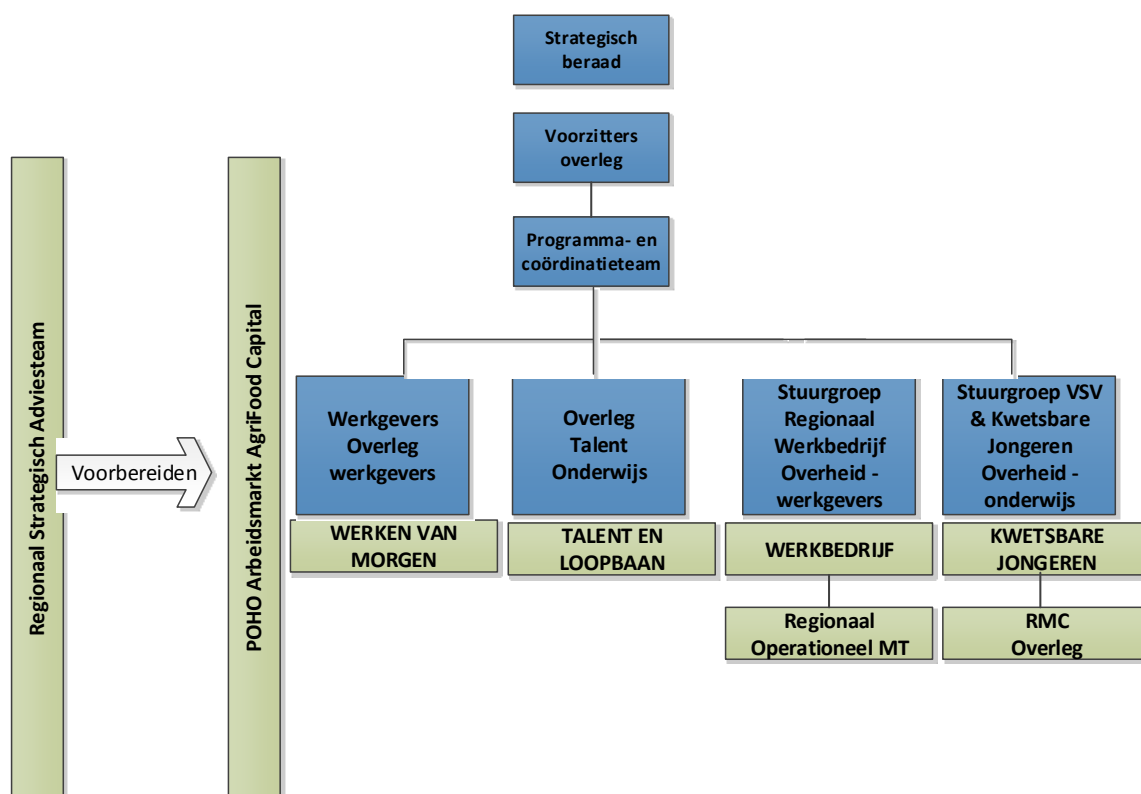 Strategisch
beraad
Voorzitters
overleg
Programma- en
coördinatieteam
Regionaal Strategisch Adviesteam
Voorbereiden
POHO Arbeidsmarkt AgriFood Capital
Werkgevers
Overleg
werkgevers
WERKEN VAN
MORGEN
Overleg
Talent
Onderwijs
TALENT EN
LOOPBAAN
Stuurgroep
Regionaal
Werkbedrijf
Overheid -
werkgevers
WERKBEDRIJF
Regionaal
Operationeel MT
Stuurgroep VSV
& Kwetsbare
Jongeren
Overheid -
onderwijs
KWETSBARE
JONGEREN
RMC
Overleg